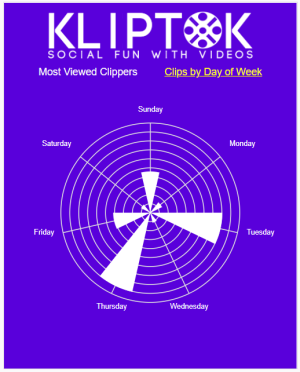 KLIPTOK
SOCIAL FUN WITH VIDEOS
Most Viewed Clippers Clips by Day of Week
Sunday
Saturday Monday
Friday Tuesday
Thursday Wednesday